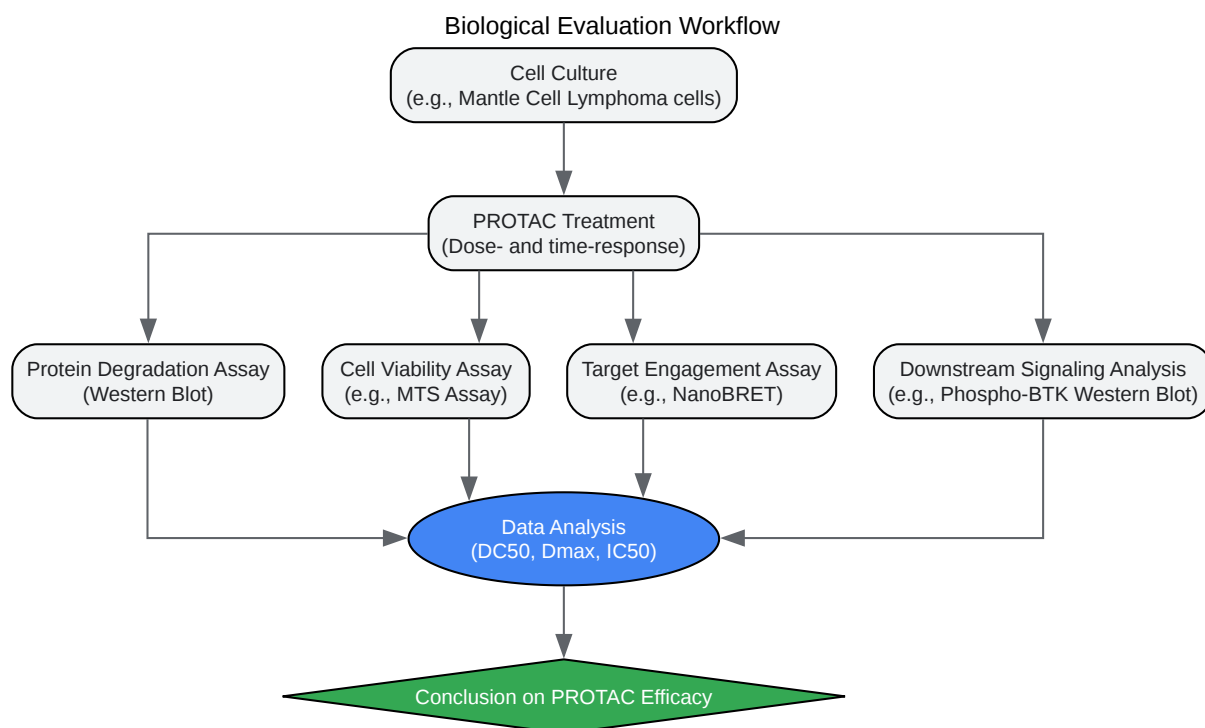 Biological Evaluation Workflow
Cell Culture
(e.g., Mantle Cell Lymphoma cells)
PROTAC Treatment
(Dose- and time-response)
Protein Degradation Assay
(Western Blot)
Cell Viability Assay
(e.g., MTS Assay)
Target Engagement Assay
(e.g., NanoBRET)
Downstream Signaling Analysis
(e.g., Phospho-BTK Western Blot)
Data Analysis
(DC50, Dmax, IC50)
Conclusion on PROTAC Efficacy